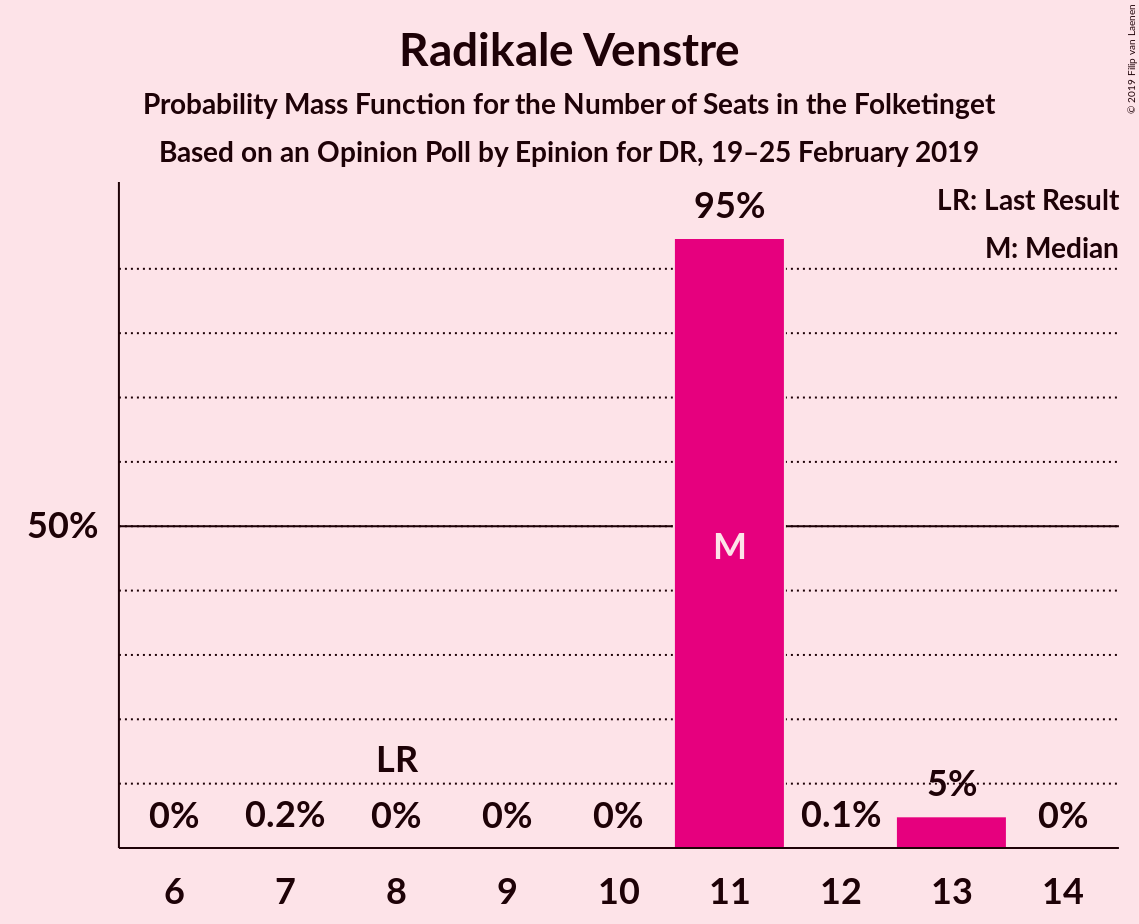 Radikale Venstre
Probability Mass Function for the Number of Seats in the Folketinget
Based on an Opinion Poll by Epinion for DR, 19–25 February 2019
© 2019 Filip van Laenen
LR: Last Result
M: Median
95%
50%
M
LR
5%
0% 0.2% 0% 0% 0% 0.1% 0%
6 7 8 9 10 11 12 13 14